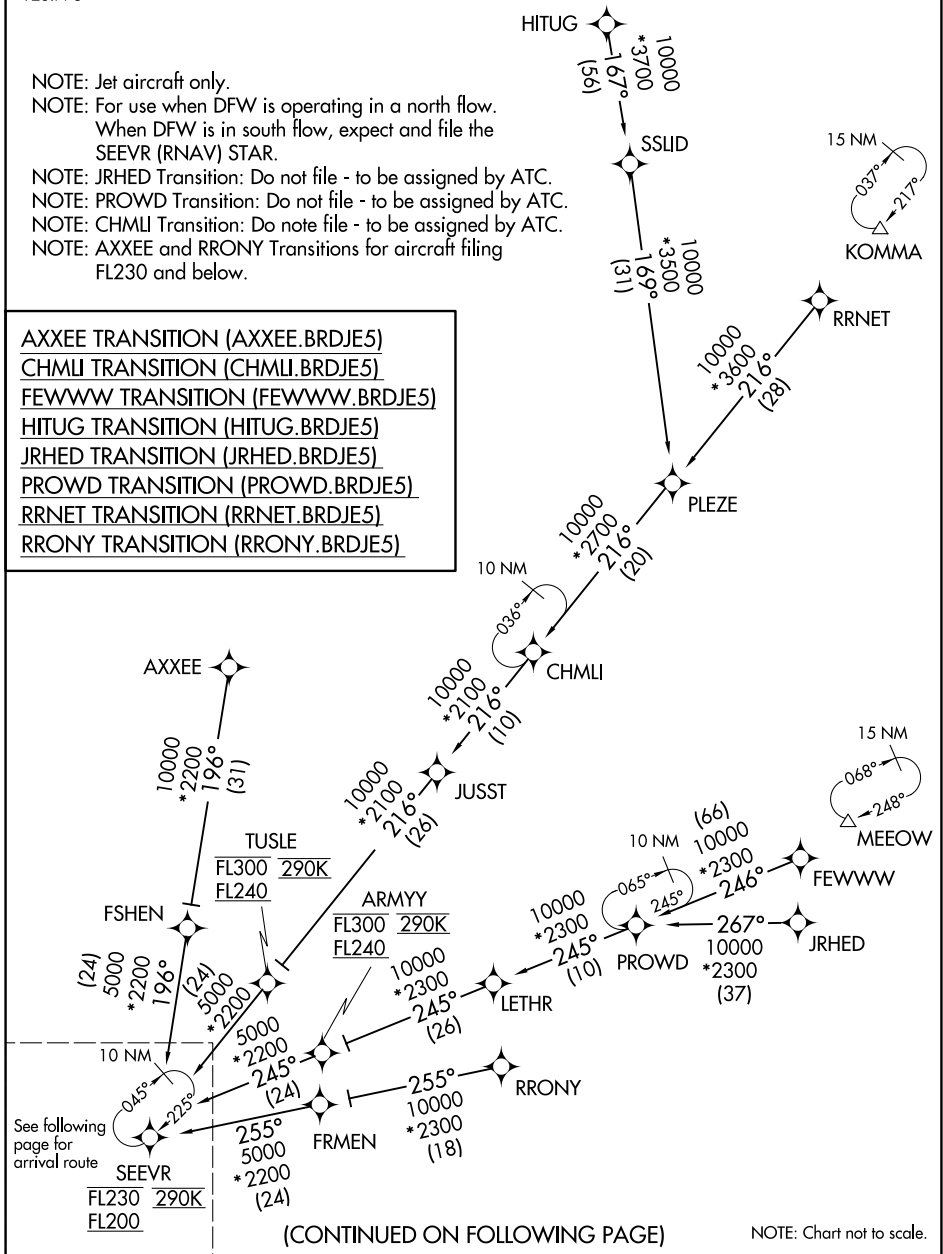 HITUG
10000
*3700
167°
(56)
NOTE: Jet aircraft only.
NOTE: For use when DFW is operating in a north flow.
When DFW is in south flow, expect and file the
SEEVR (RNAV) STAR.
NOTE: JRHED Transition: Do not file - to be assigned by ATC.
NOTE: PROWD Transition: Do not file - to be assigned by ATC.
NOTE: CHMLI Transition: Do note file - to be assigned by ATC.
NOTE: AXXEE and RRONY Transitions for aircraft filing
FL230 and below.
SSLID
15 NM
037°
217°
KOMMA
10000
*3500
169°
(31)
RRNET
10000
*3600
216°
(28)
AXXEE TRANSITION (AXXEE.BRDJE5)
CHMLI TRANSITION (CHMLI.BRDJE5)
FEWWW TRANSITION (FEWWW.BRDJE5)
HITUG TRANSITION (HITUG.BRDJE5)
JRHED TRANSITION (JRHED.BRDJE5)
PROWD TRANSITION (PROWD.BRDJE5)
RRNET TRANSITION (RRNET.BRDJE5)
RRONY TRANSITION (RRONY.BRDJE5)
PLEZE
10000
*2700
216°
(20)
10 NM
036°
CHMLI
AXXEE
10000
*2100
216°
(10)
10000
*2200
196°
(31)
JUSST
15 NM
068°
248°
MEEOW
10000
*2100
216°
(26)
TUSLE
FL300 290K
FL240
ARMYY
FL300 290K
FL240
10 NM
065°
245°
(66)
10000
*2300
246°
FEWWW
FSHEN
10000
*2300
245°
(10)
PROWD
267°
10000
*2300
(37)
JRHED
(24)
5000
*2200
196°
(24)
5000
*2200
10000
*2300
245°
(26)
LETHR
5000
*2200
245°
(24)
10 NM
045°
225°
RRONY
255°
10000
*2300
(18)
FRMEN
255°
5000
*2200
(24)
See following
page for
arrival route
SEEVR
FL230 290K
FL200
(CONTINUED ON FOLLOWING PAGE)
NOTE: Chart not to scale.